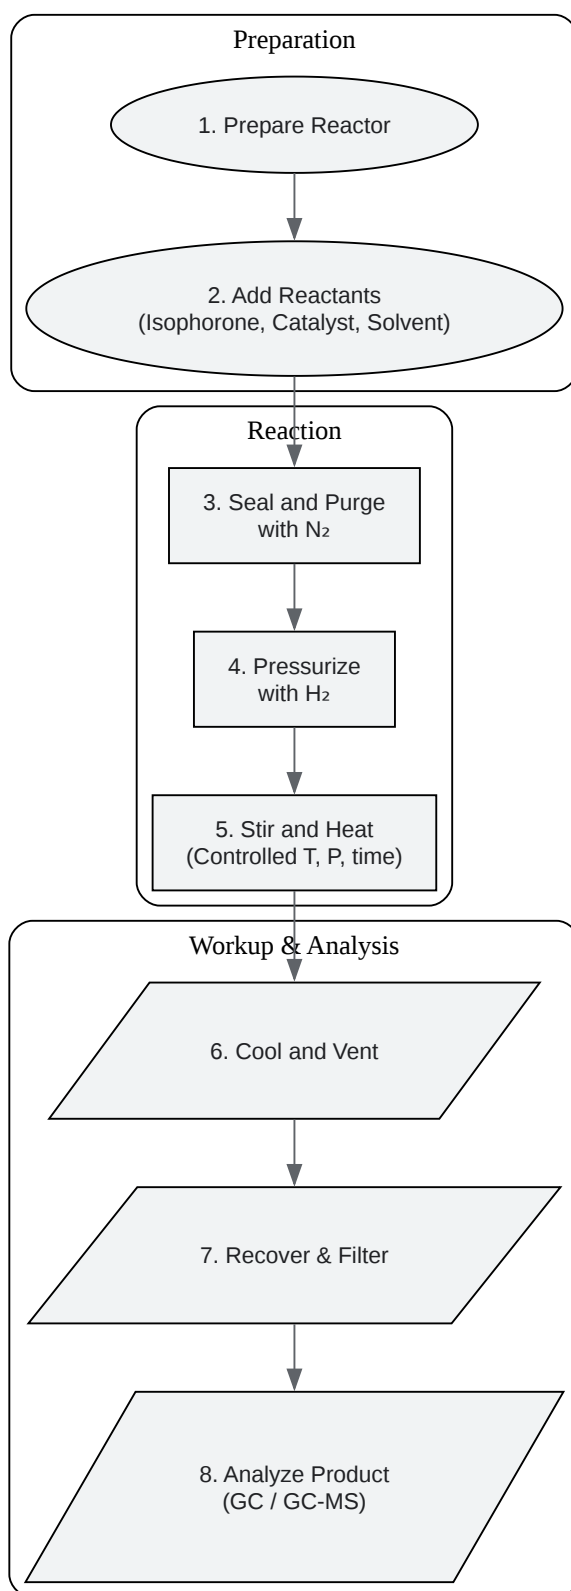 Preparation
1. Prepare Reactor
2. Add Reactants
(Isophorone, Catalyst, Solvent)
Reaction
3. Seal and Purge
with N₂
4. Pressurize
with H₂
5. Stir and Heat
(Controlled T, P, time)
Workup & Analysis
6. Cool and Vent
7. Recover & Filter
8. Analyze Product
(GC / GC-MS)